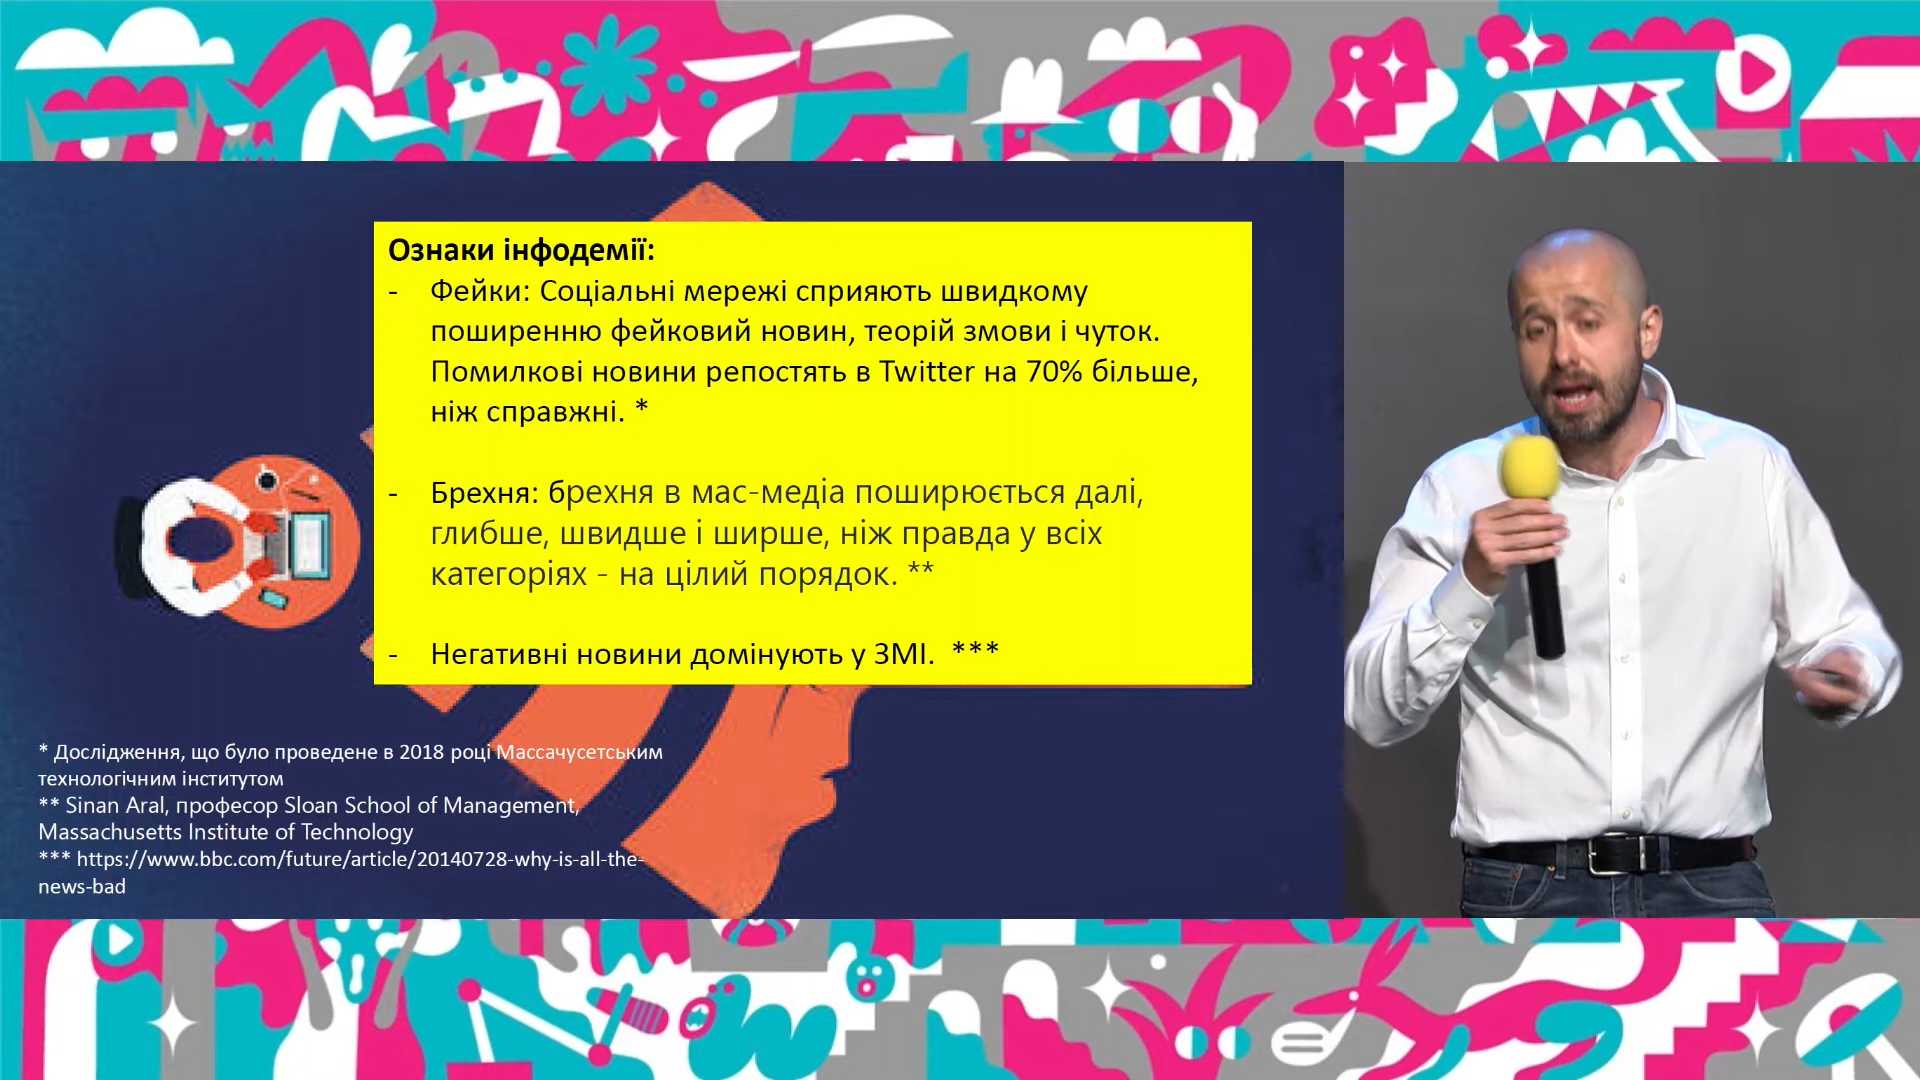 Ознаки інфодемії:
- Фейки: Соціальні мережі сприяють швидкому
поширенню фейковий новин, теорій змови і чуток.
Помилкові новини репостять в Twitter на 70% більше,
ніж справжні. *
- Брехня: брехня в мас-медіа поширюється далі,
глибше, швидше і ширше, ніж правда у всіх
категоріях - на цілий порядок. **
- Негативні новини домінують у ЗМІ. ***
* Дослідження, що було проведене в 2018 році Массачусетським
технологічним інститутом
** Sinan Aral, професор Sloan School of Management,
Massachusetts Institute of Technology
*** https://www.bbc.com/future/article/20140728-why-is-all-the-
news-bad